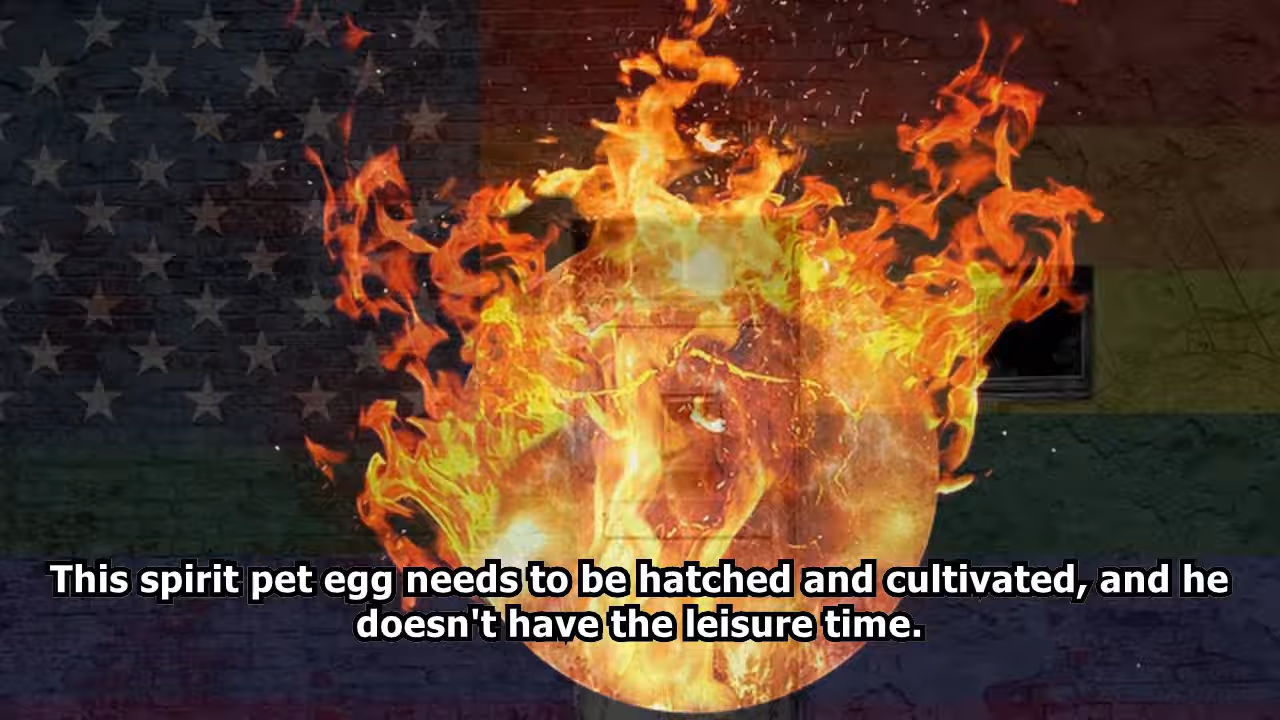 This spirit pet egg needs to be hatched and cultivated, and he
doesn't have the leisure time.